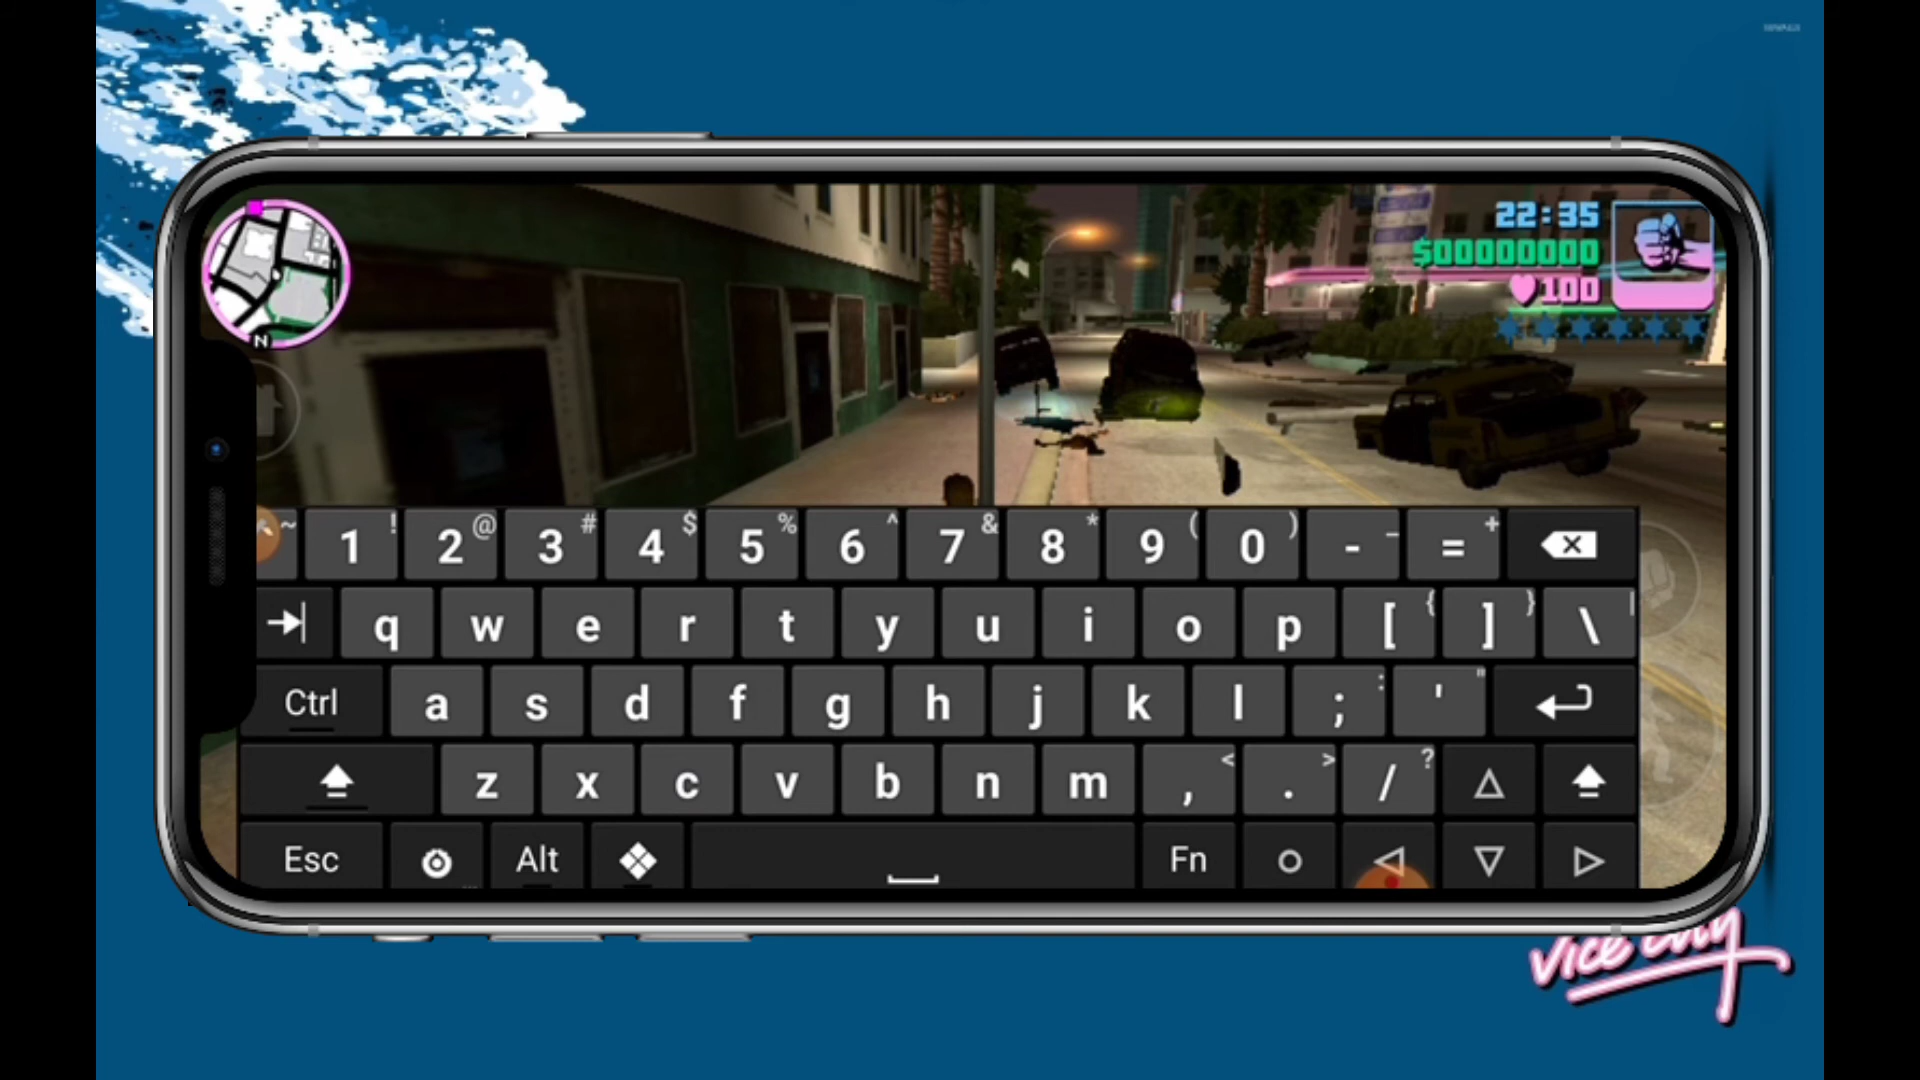 22:35
$00000000
100
N
~ 1 ! 2 @ 3 # 4 $ 5 % 6 ^ 7 & 8 * 9 ( 0 ) - _ = +
q w e r t y u i o p [ { ] } \ |
Ctrl a s d f g h j k l ; : ' "
z x c v b n m , < . > / ?
Esc Alt Fn
Vice City